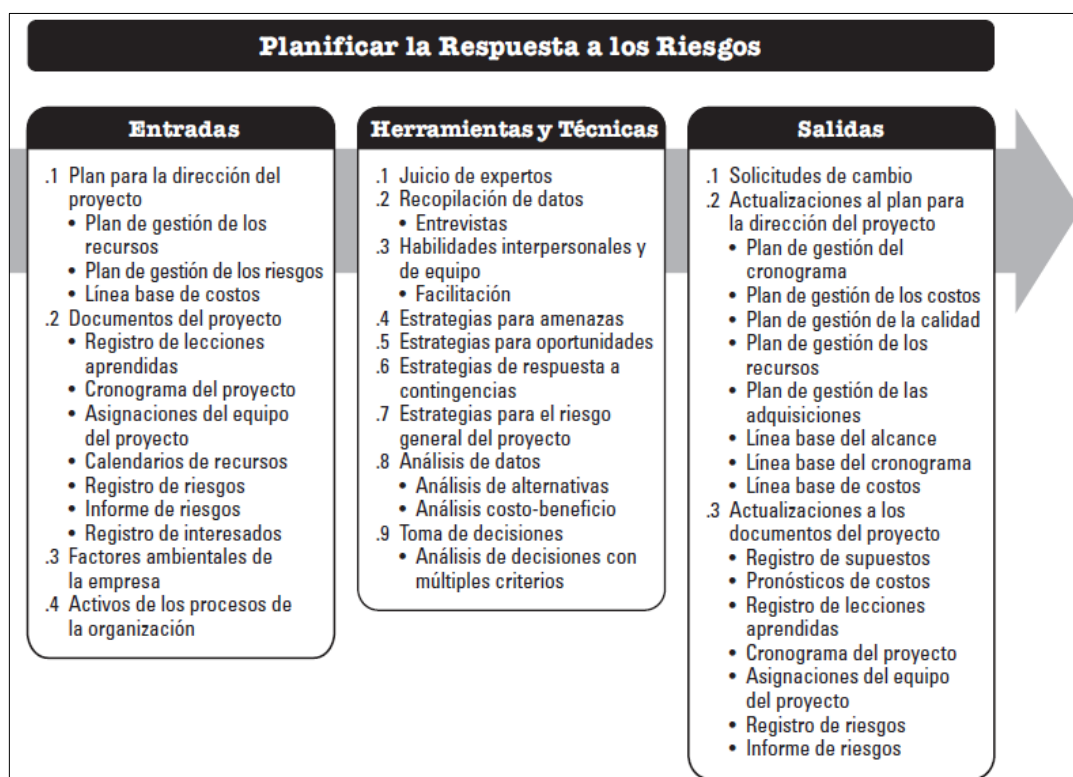 Planificar la Respuesta a los Riesgos
Entradas
.1 Plan para la dirección del
proyecto
• Plan de gestión de los
recursos
• Plan de gestión de los riesgos
• Línea base de costos
.2 Documentos del proyecto
• Registro de lecciones
aprendidas
• Cronograma del proyecto
• Asignaciones del equipo
del proyecto
• Calendarios de recursos
• Registro de riesgos
• Informe de riesgos
• Registro de interesados
.3 Factores ambientales de
la empresa
.4 Activos de los procesos de
la organización
Herramientas y Técnicas
.1 Juicio de expertos
.2 Recopilación de datos
• Entrevistas
.3 Habilidades interpersonales y
de equipo
• Facilitación
.4 Estrategias para amenazas
.5 Estrategias para oportunidades
.6 Estrategias de respuesta a
contingencias
.7 Estrategias para el riesgo
general del proyecto
.8 Análisis de datos
• Análisis de alternativas
• Análisis costo-beneficio
.9 Toma de decisiones
• Análisis de decisiones con
múltiples criterios
Salidas
.1 Solicitudes de cambio
.2 Actualizaciones al plan para
la dirección del proyecto
• Plan de gestión del
cronograma
• Plan de gestión de los costos
• Plan de gestión de la calidad
• Plan de gestión de los
recursos
• Plan de gestión de las
adquisiciones
• Línea base del alcance
• Línea base del cronograma
• Línea base de costos
.3 Actualizaciones a los
documentos del proyecto
• Registro de supuestos
• Pronósticos de costos
• Registro de lecciones
aprendidas
• Cronograma del proyecto
• Asignaciones del equipo
del proyecto
• Registro de riesgos
• Informe de riesgos